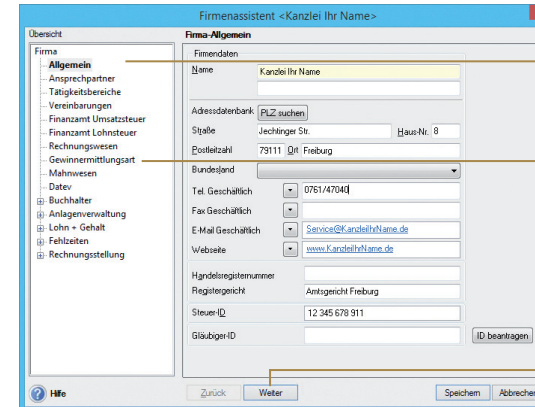 Firmenassistent <Kanzlei Ihr Name>
Übersicht
Firma
Allgemein
Ansprechpartner
Tätigkeitsbereiche
Vereinbarungen
Finanzamt Umsatzsteuer
Finanzamt Lohnsteuer
Rechnungswesen
Gewinnermittlungsart
Mahnwesen
Datev
Buchhalter
Anlagenverwaltung
Lohn + Gehalt
Fehlzeiten
Rechnungsstellung
Firma-Allgemein
Firmendaten
Name Kanzlei Ihr Name
Adressdatenbank PLZ suchen
Straße Jechtinger Str. Haus-Nr. 8
Postleitzahl 79111 Ort Freiburg
Bundesland
Tel. Geschäftlich 0761/47040
Fax Geschäftlich
E-Mail Geschäftlich Service@KanzleiIhrName.de
Webseite www.KanzleiIhrName.de
Handelsregisternummer
Registergericht Amtsgericht Freiburg
Steuer-ID 12 345 678 911
Gläubiger-ID ID beantragen
Hilfe Zurück Weiter Speichern Abbrechen